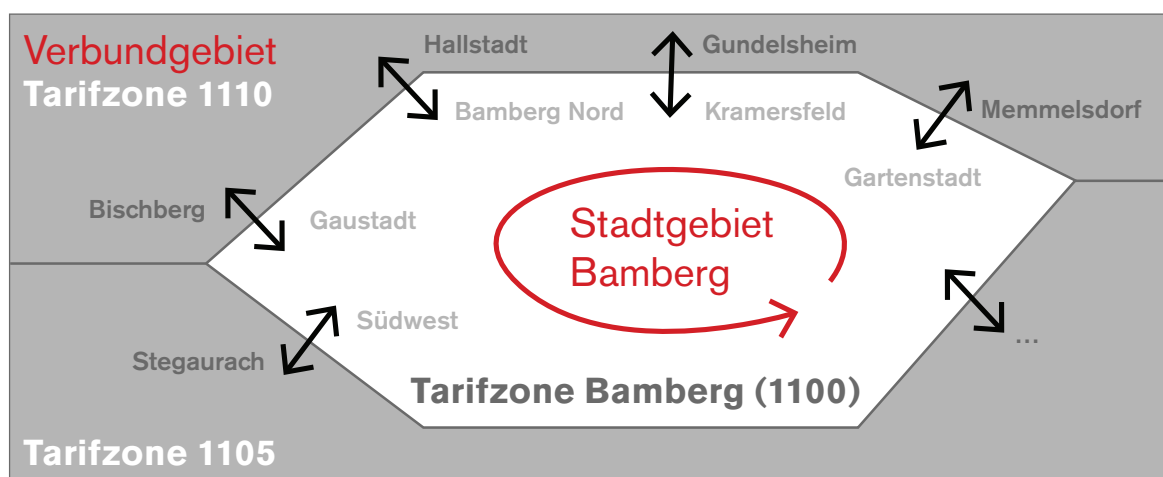 Verbundgebiet
Tarifzone 1110
Hallstadt
Gundelsheim
Bamberg Nord
Kramersfeld
Memmelsdorf
Gartenstadt
Bischberg
Gaustadt
Stadtgebiet
Bamberg
Südwest
...
Stegaurach
Tarifzone Bamberg (1100)
Tarifzone 1105